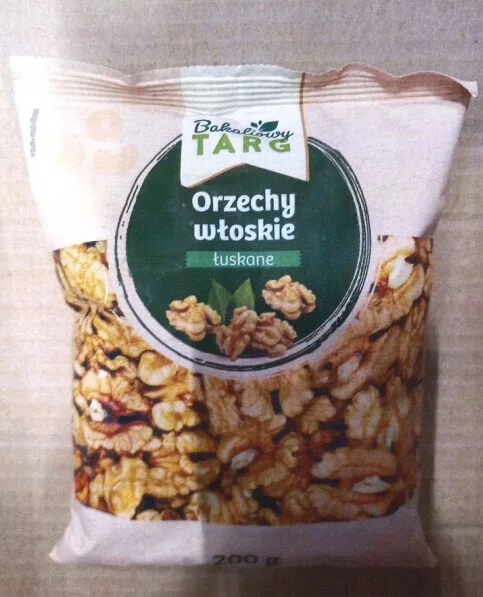 Bakaliowy
TARG
Orzechy
włoskie
łuskane
200 g